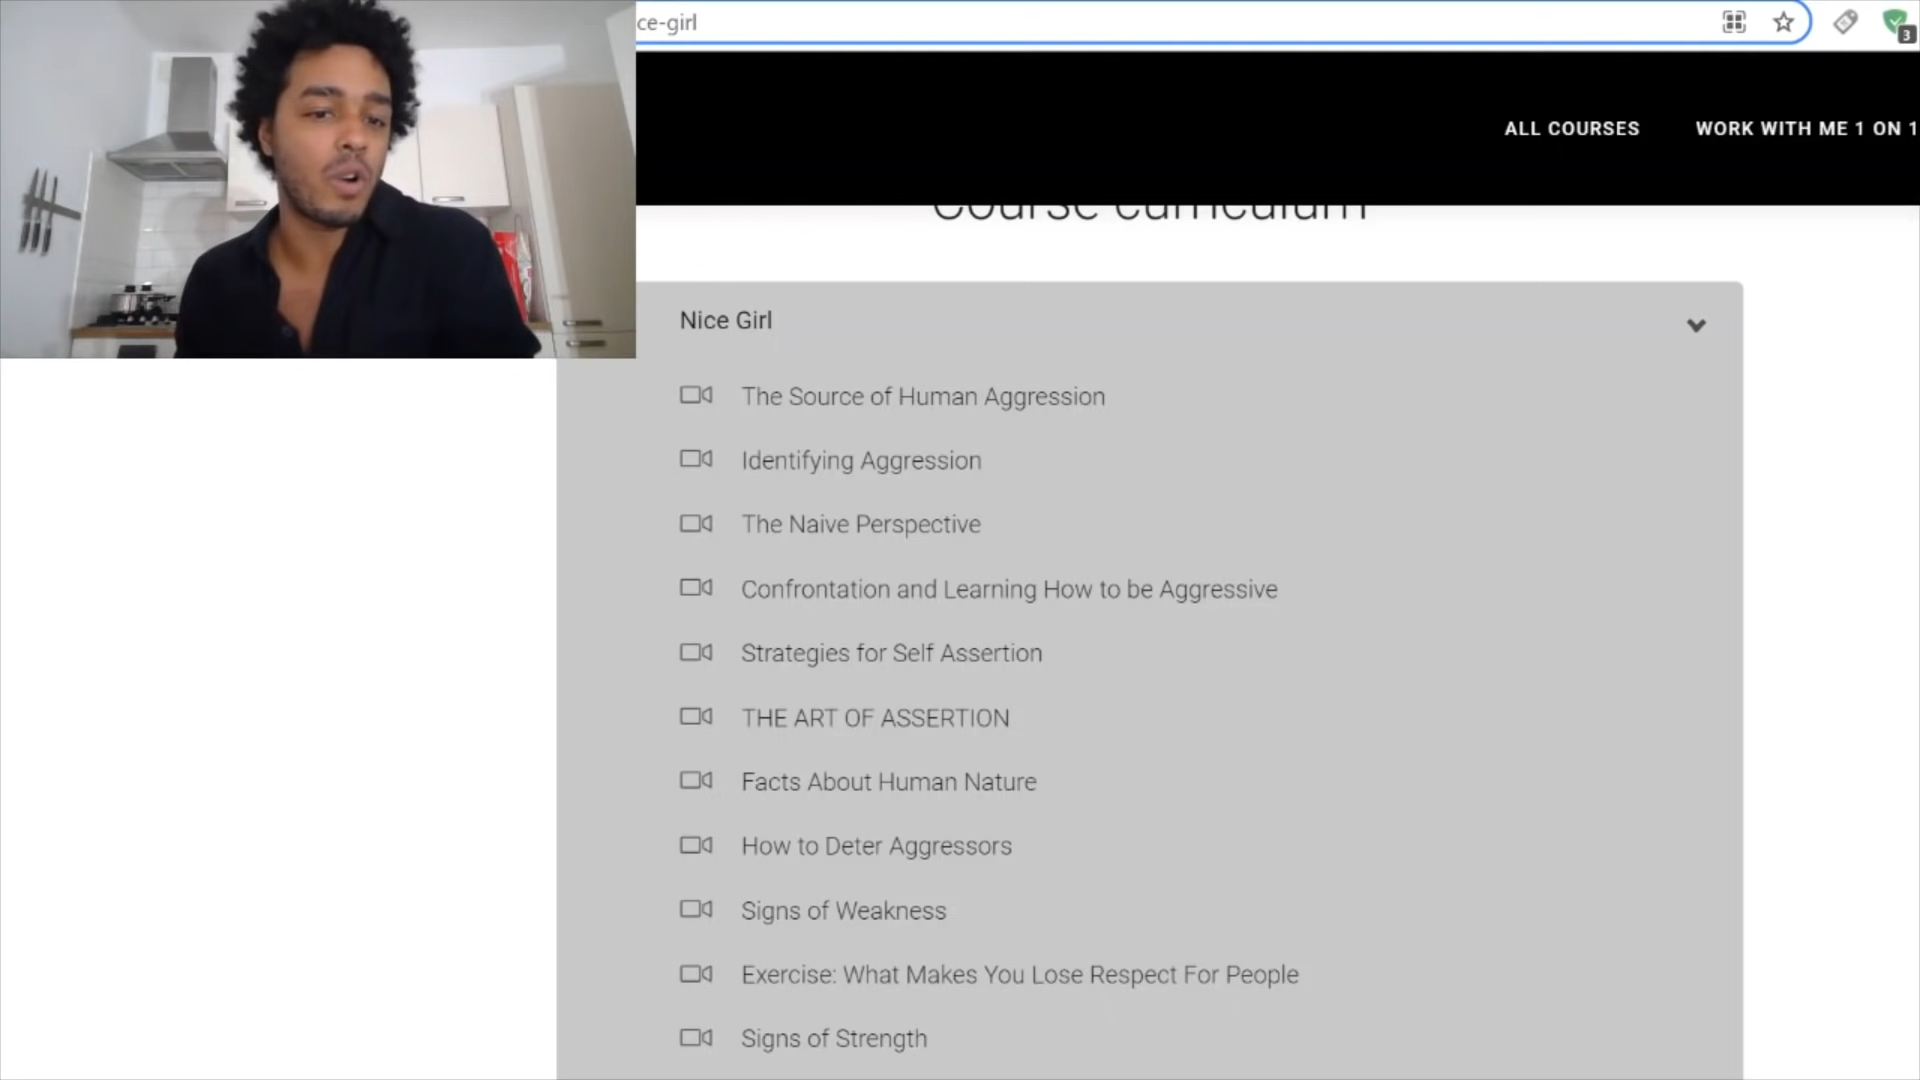 ce-girl
3
ALL COURSES
WORK WITH ME 1 ON 1
Course curriculum
Nice Girl
The Source of Human Aggression
Identifying Aggression
The Naive Perspective
Confrontation and Learning How to be Aggressive
Strategies for Self Assertion
THE ART OF ASSERTION
Facts About Human Nature
How to Deter Aggressors
Signs of Weakness
Exercise: What Makes You Lose Respect For People
Signs of Strength